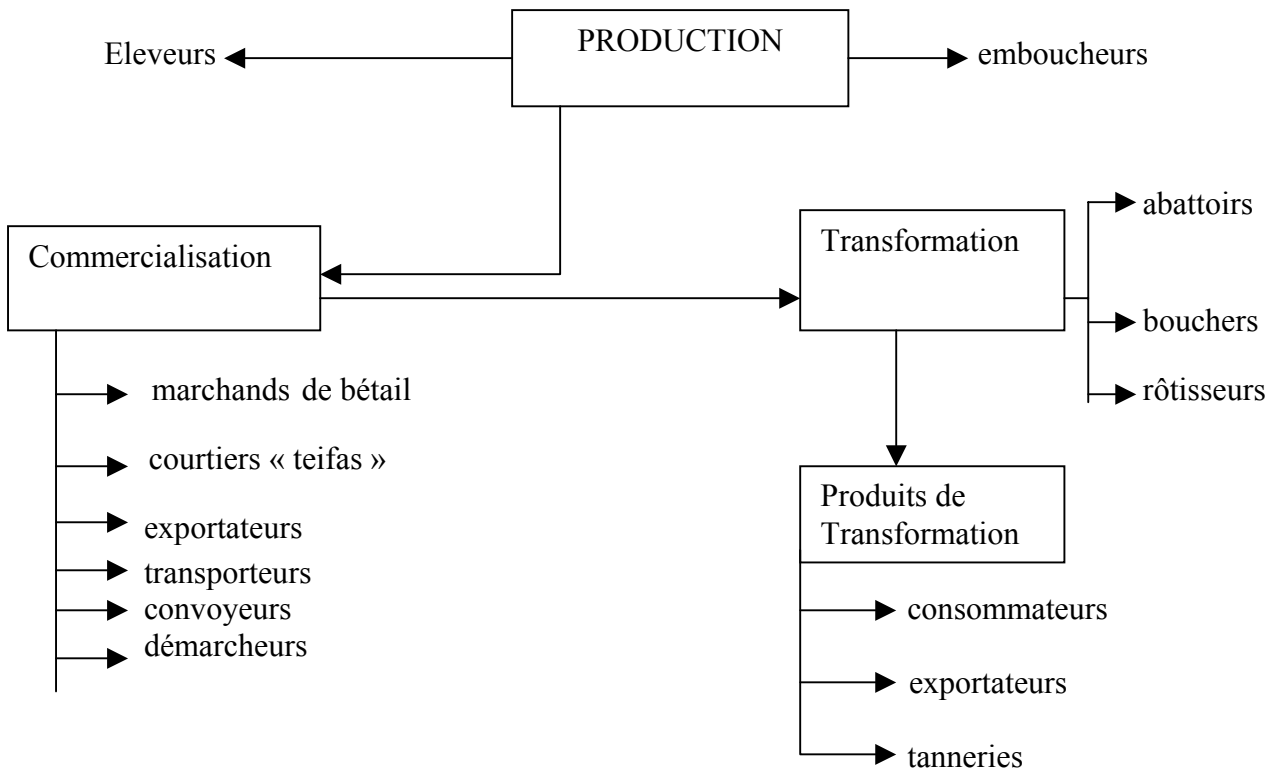 PRODUCTION
Eleveurs
emboucheurs
Commercialisation
Transformation
abattoirs
bouchers
rôtisseurs
marchands de bétail
courtiers « teifas »
exportateurs
transporteurs
convoyeurs
démarcheurs
Produits de
Transformation
consommateurs
exportateurs
tanneries